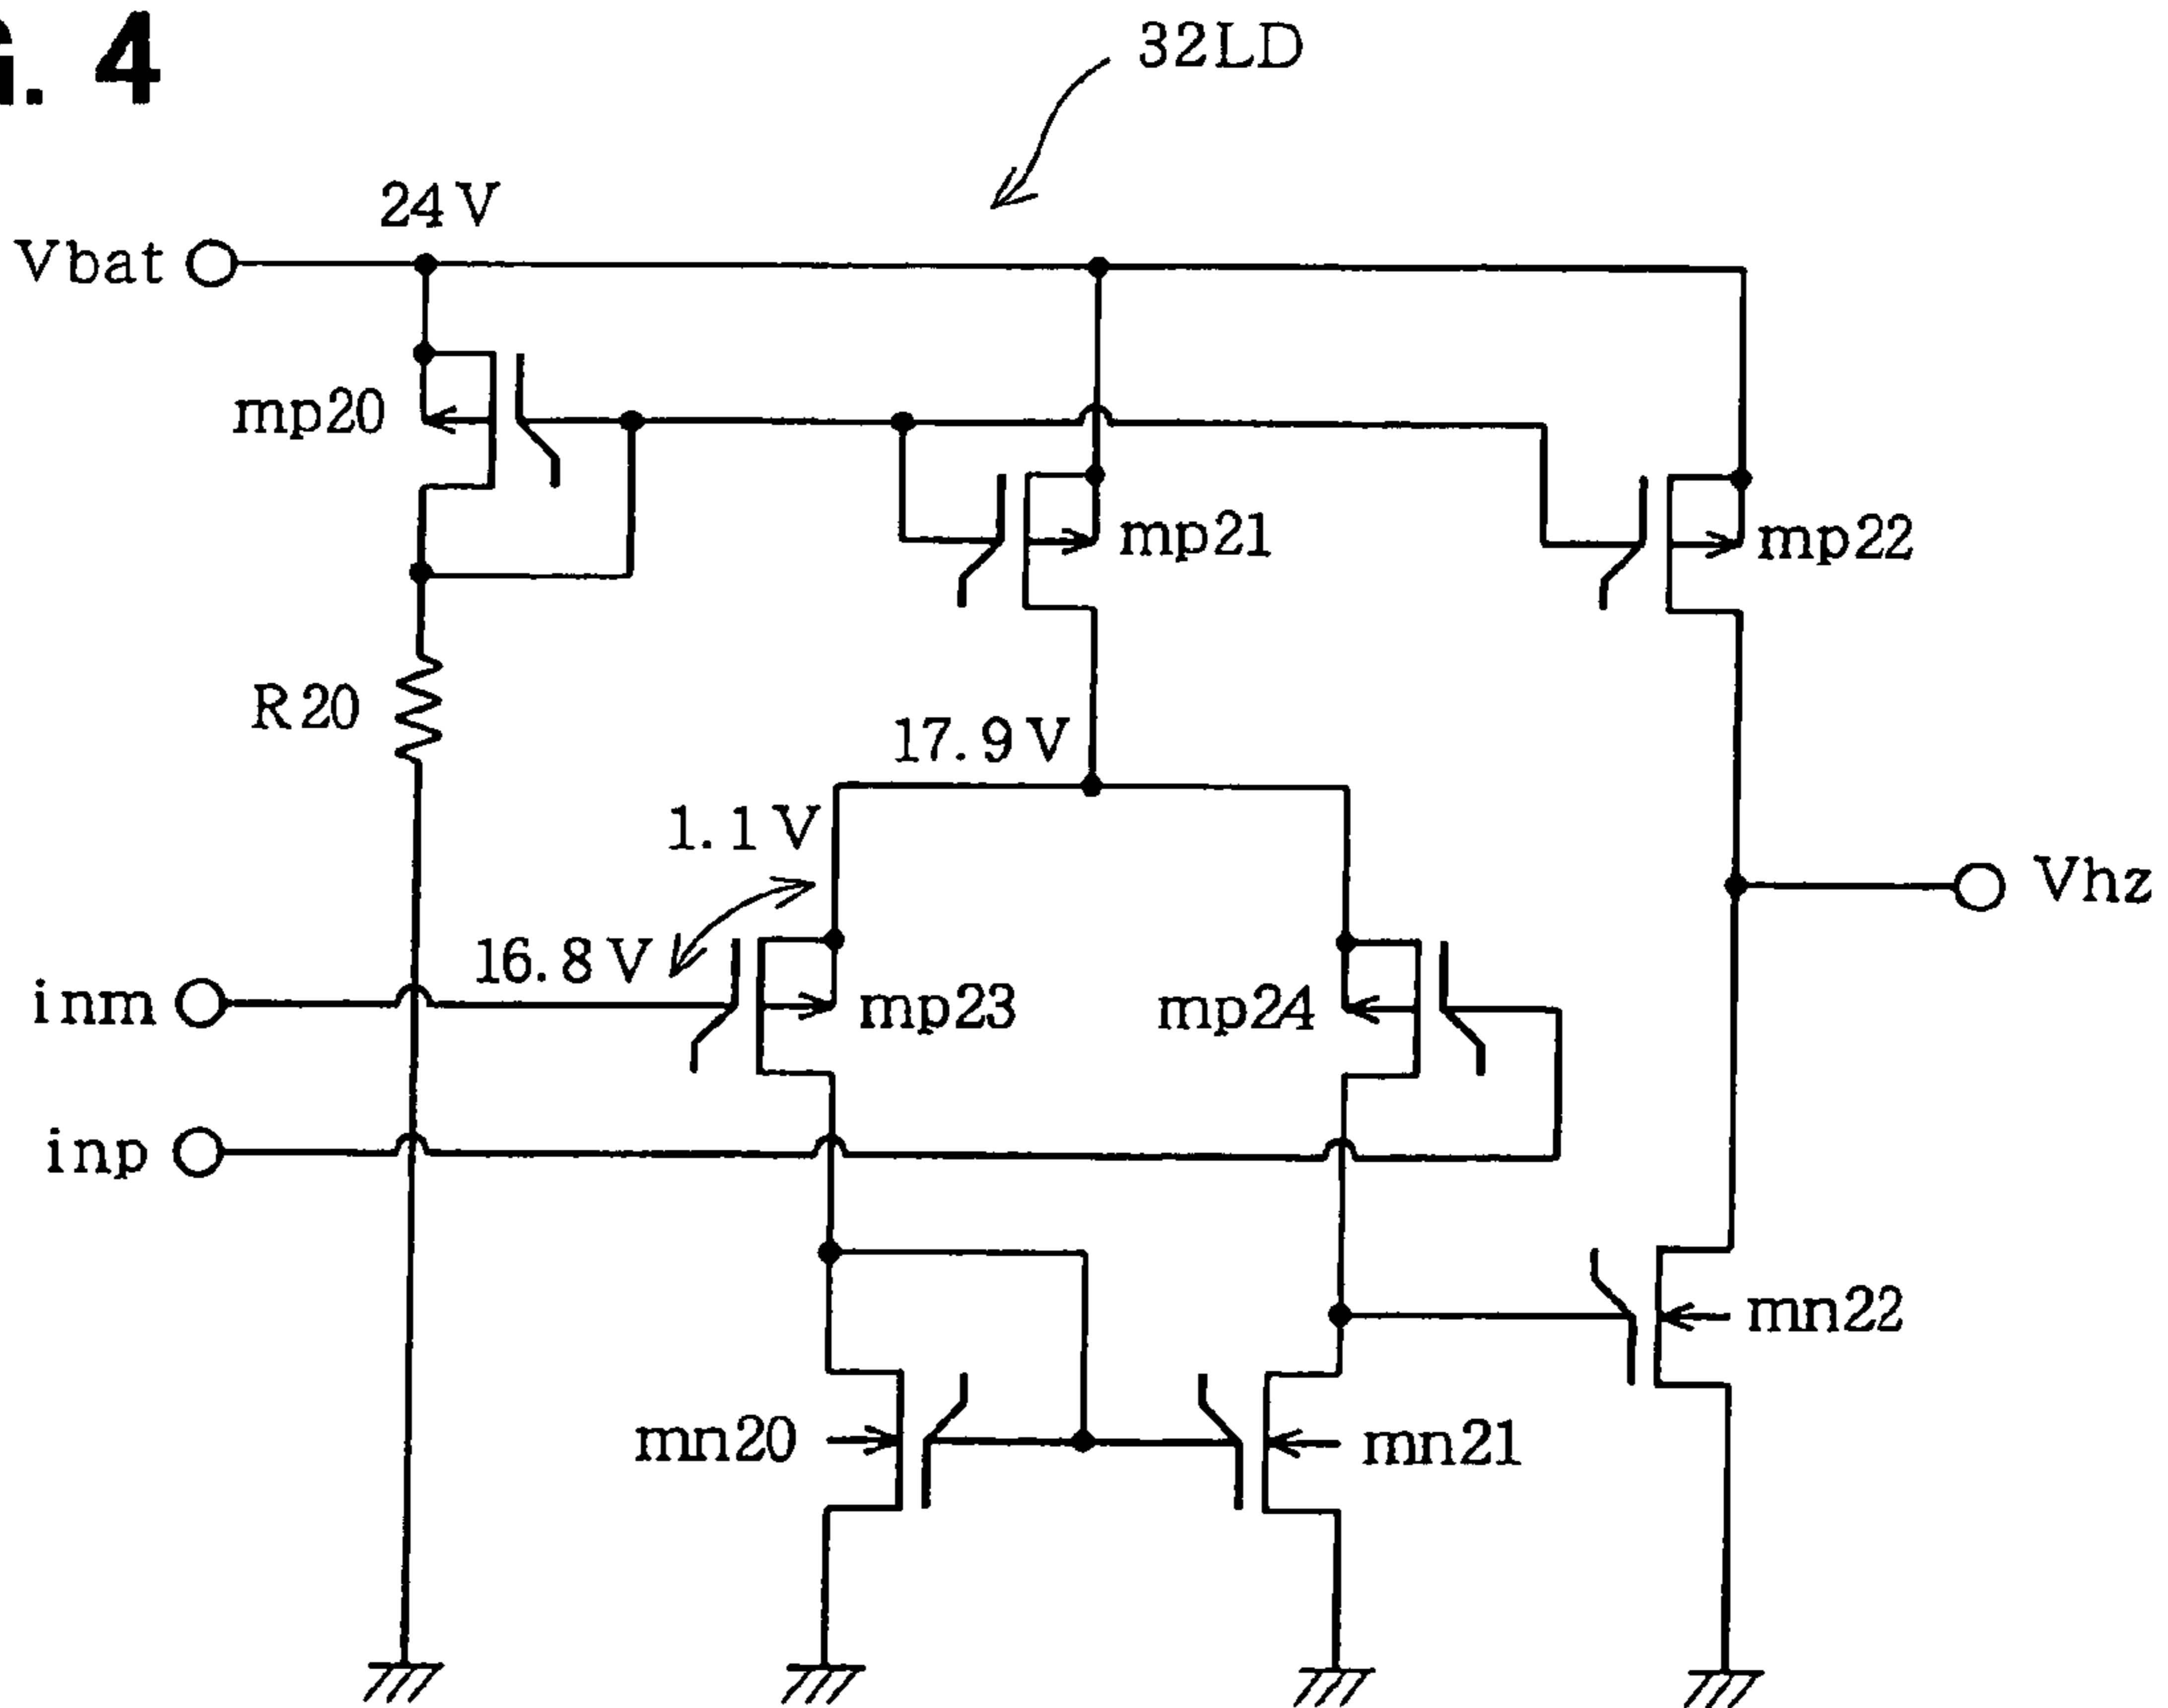 G. 4
32LD
24V
Vbat
mp20
mp21
mp22
R20
17.9V
1.1V
Vhz
16.8V
inm
mp23
mp24
inp
mn22
mn20
mn21